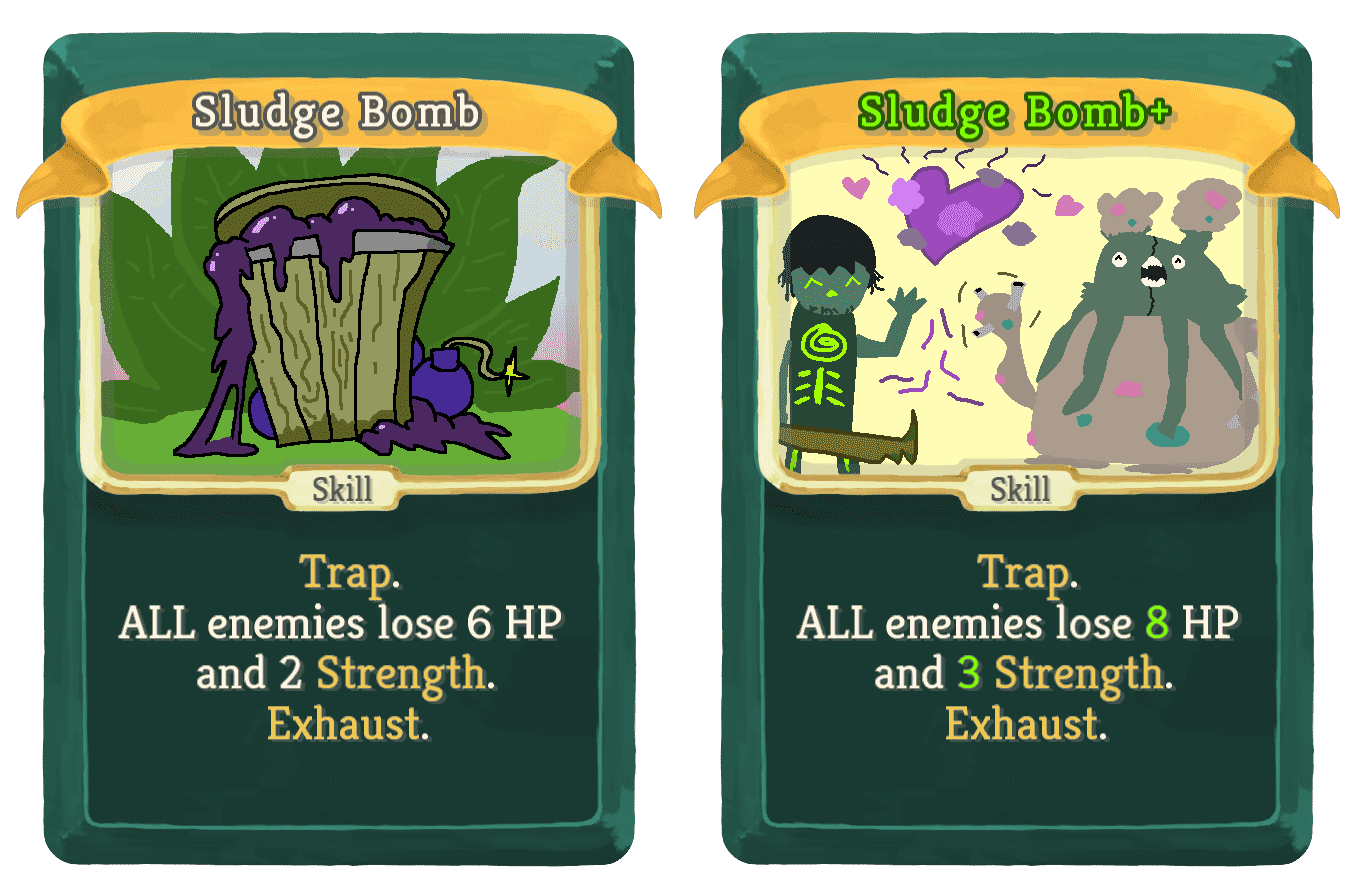 Sludge Bomb
Skill
Trap.
ALL enemies lose 6 HP
and 2 Strength.
Exhaust.
Sludge Bomb+
Skill
Trap.
ALL enemies lose 8 HP
and 3 Strength.
Exhaust.